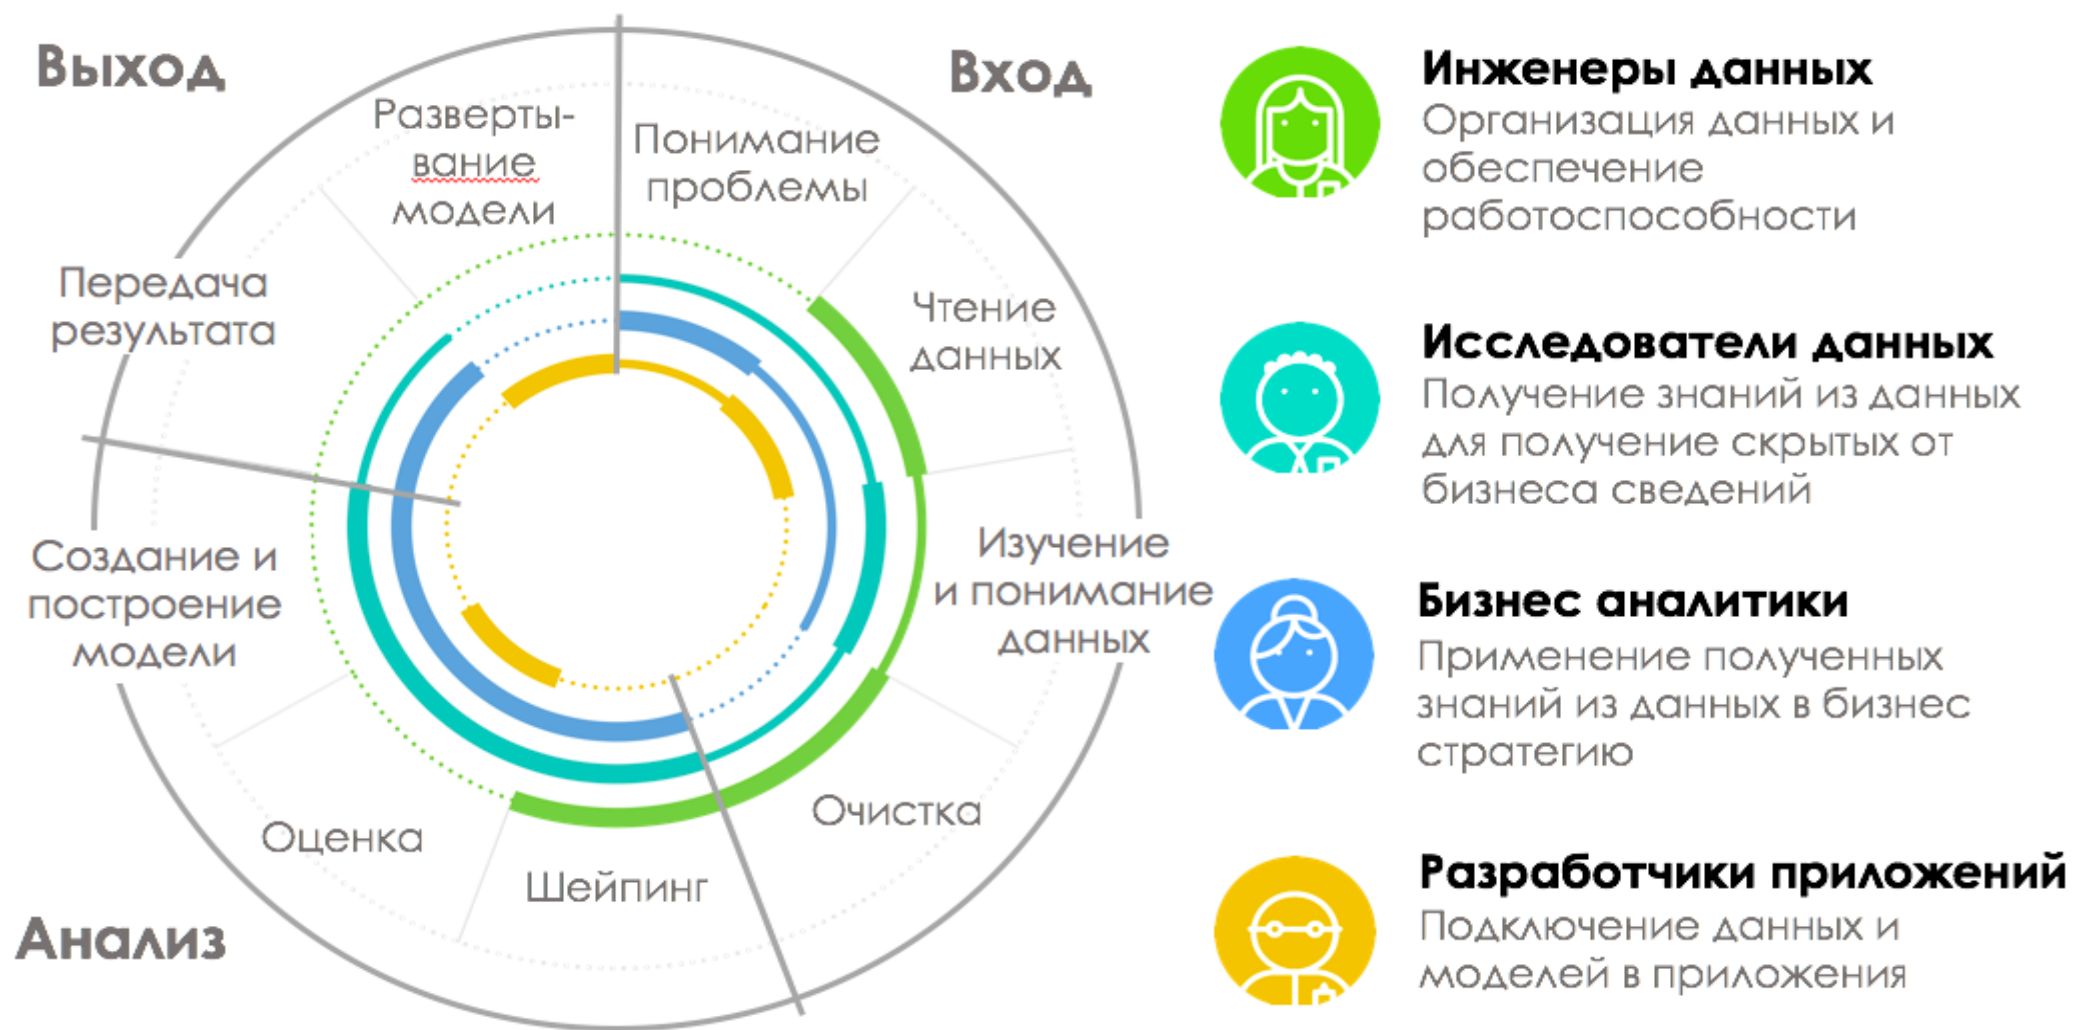 Выход
Вход
Разверты-
вание
модели
Понимание
проблемы
Передача
результата
Чтение
данных
Создание и
построение
модели
Изучение
и понимание
данных
Оценка
Шейпинг
Очистка
Анализ
Инженеры данных
Организация данных и
обеспечение
работоспособности
Исследователи данных
Получение знаний из данных
для получение скрытых от
бизнеса сведений
Бизнес аналитики
Применение полученных
знаний из данных в бизнес
стратегию
Разработчики приложений
Подключение данных и
моделей в приложения